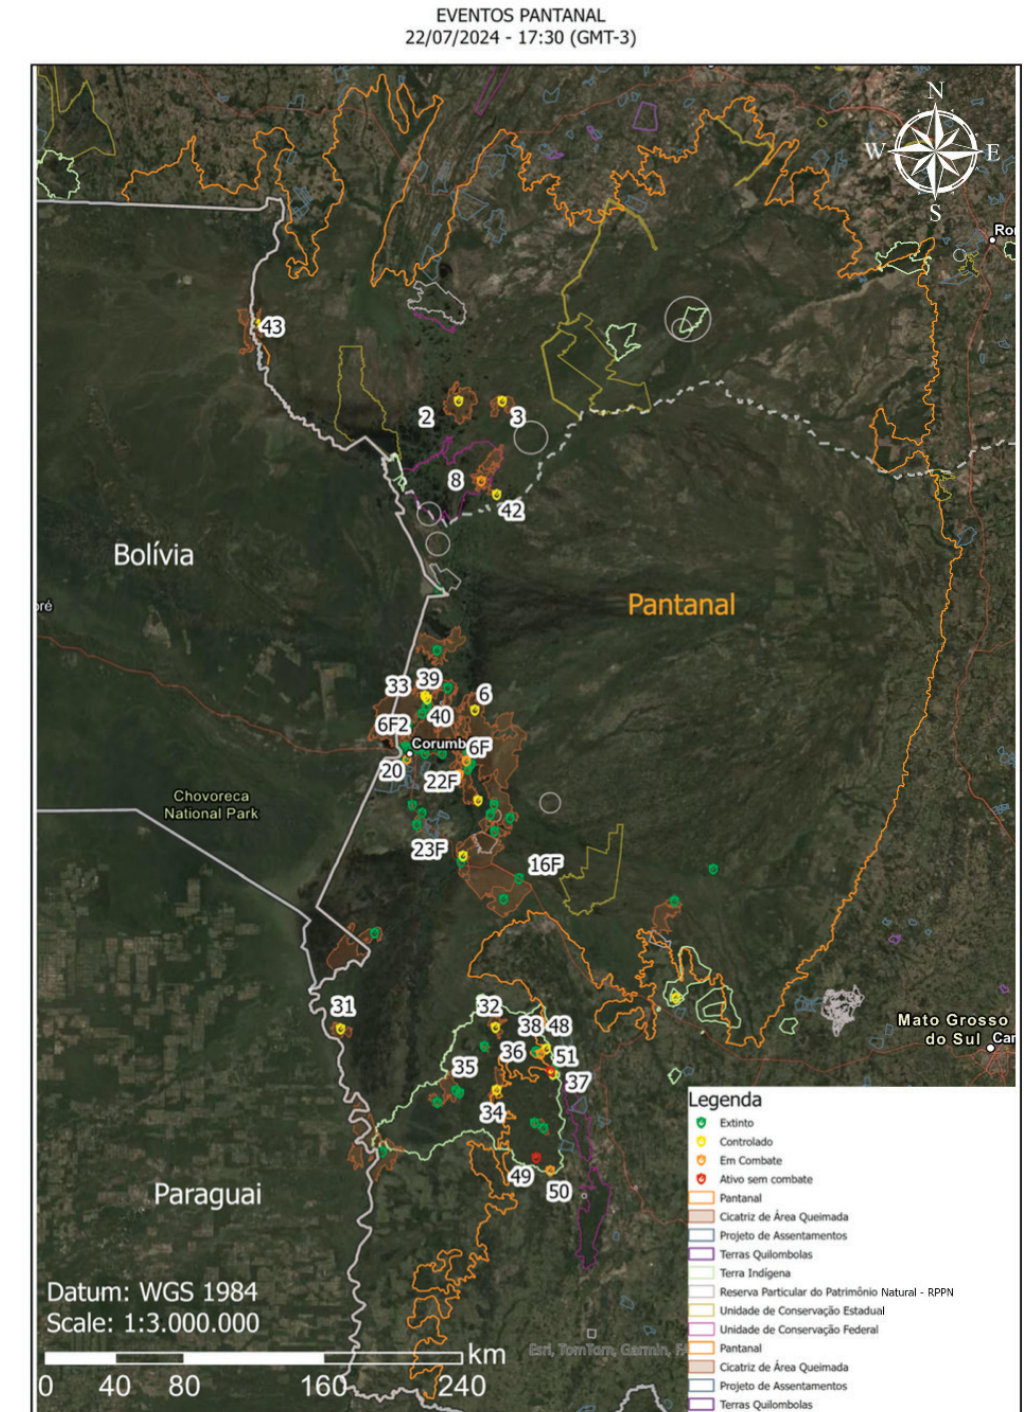 EVENTOS PANTANAL
22/07/2024 - 17:30 (GMT-3)
N
W E
S
43
2
3
8
42
Bolívia
Pantanal
39
33
6
40
6F2
Corumb
6F
20
22F
Chovoreca
National Park
23F
16F
31
32
38
48
36
51
35
37
34
Mato Grosso
do Sul
49
50
Paraguai
Legenda
Extinto
Controlado
Em Combate
Ativo sem combate
Pantanal
Cicatriz de Área Queimada
Projeto de Assentamentos
Terras Quilombolas
Terra Indígena
Reserva Particular do Patrimônio Natural - RPPN
Unidade de Conservação Estadual
Unidade de Conservação Federal
Pantanal
Cicatriz de Área Queimada
Projeto de Assentamentos
Terras Quilombolas
Datum: WGS 1984
Scale: 1:3.000.000
km
0 40 80 160 240
Esri, TomTom, Garmin,